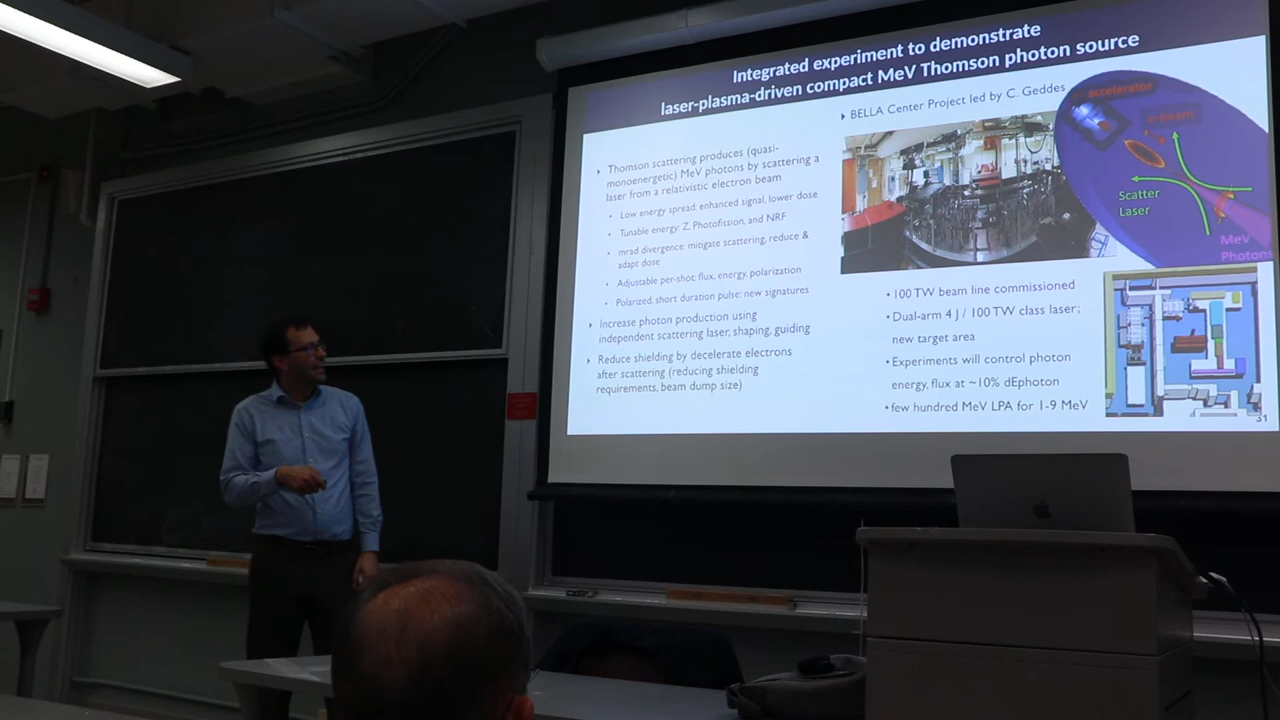 Integrated experiment to demonstrate
laser-plasma-driven compact MeV Thomson photon source
Thomson scattering produces (quasi-
monoenergetic) MeV photons by scattering a
laser from a relativistic electron beam
• Low energy spread: enhanced signal, lower dose
• Tunable energy: Z, Photofission, and NRF
• mrad divergence: mitigate scattering, reduce &
adapt dose
• Adjustable per-shot: flux, energy, polarization
• Polarized, short duration pulse: new signatures
Increase photon production using
independent scattering laser, shaping, guiding
Reduce shielding by decelerate electrons
after scattering (reducing shielding
requirements, beam dump size)
BELLA Center Project led by C. Geddes
accelerator
e-beam
Scatter
Laser
MeV
Photons
• 100 TW beam line commissioned
• Dual-arm 4 J / 100 TW class laser;
new target area
• Experiments will control photon
energy, flux at ~10% dEphoton
• few hundred MeV LPA for 1-9 MeV
31